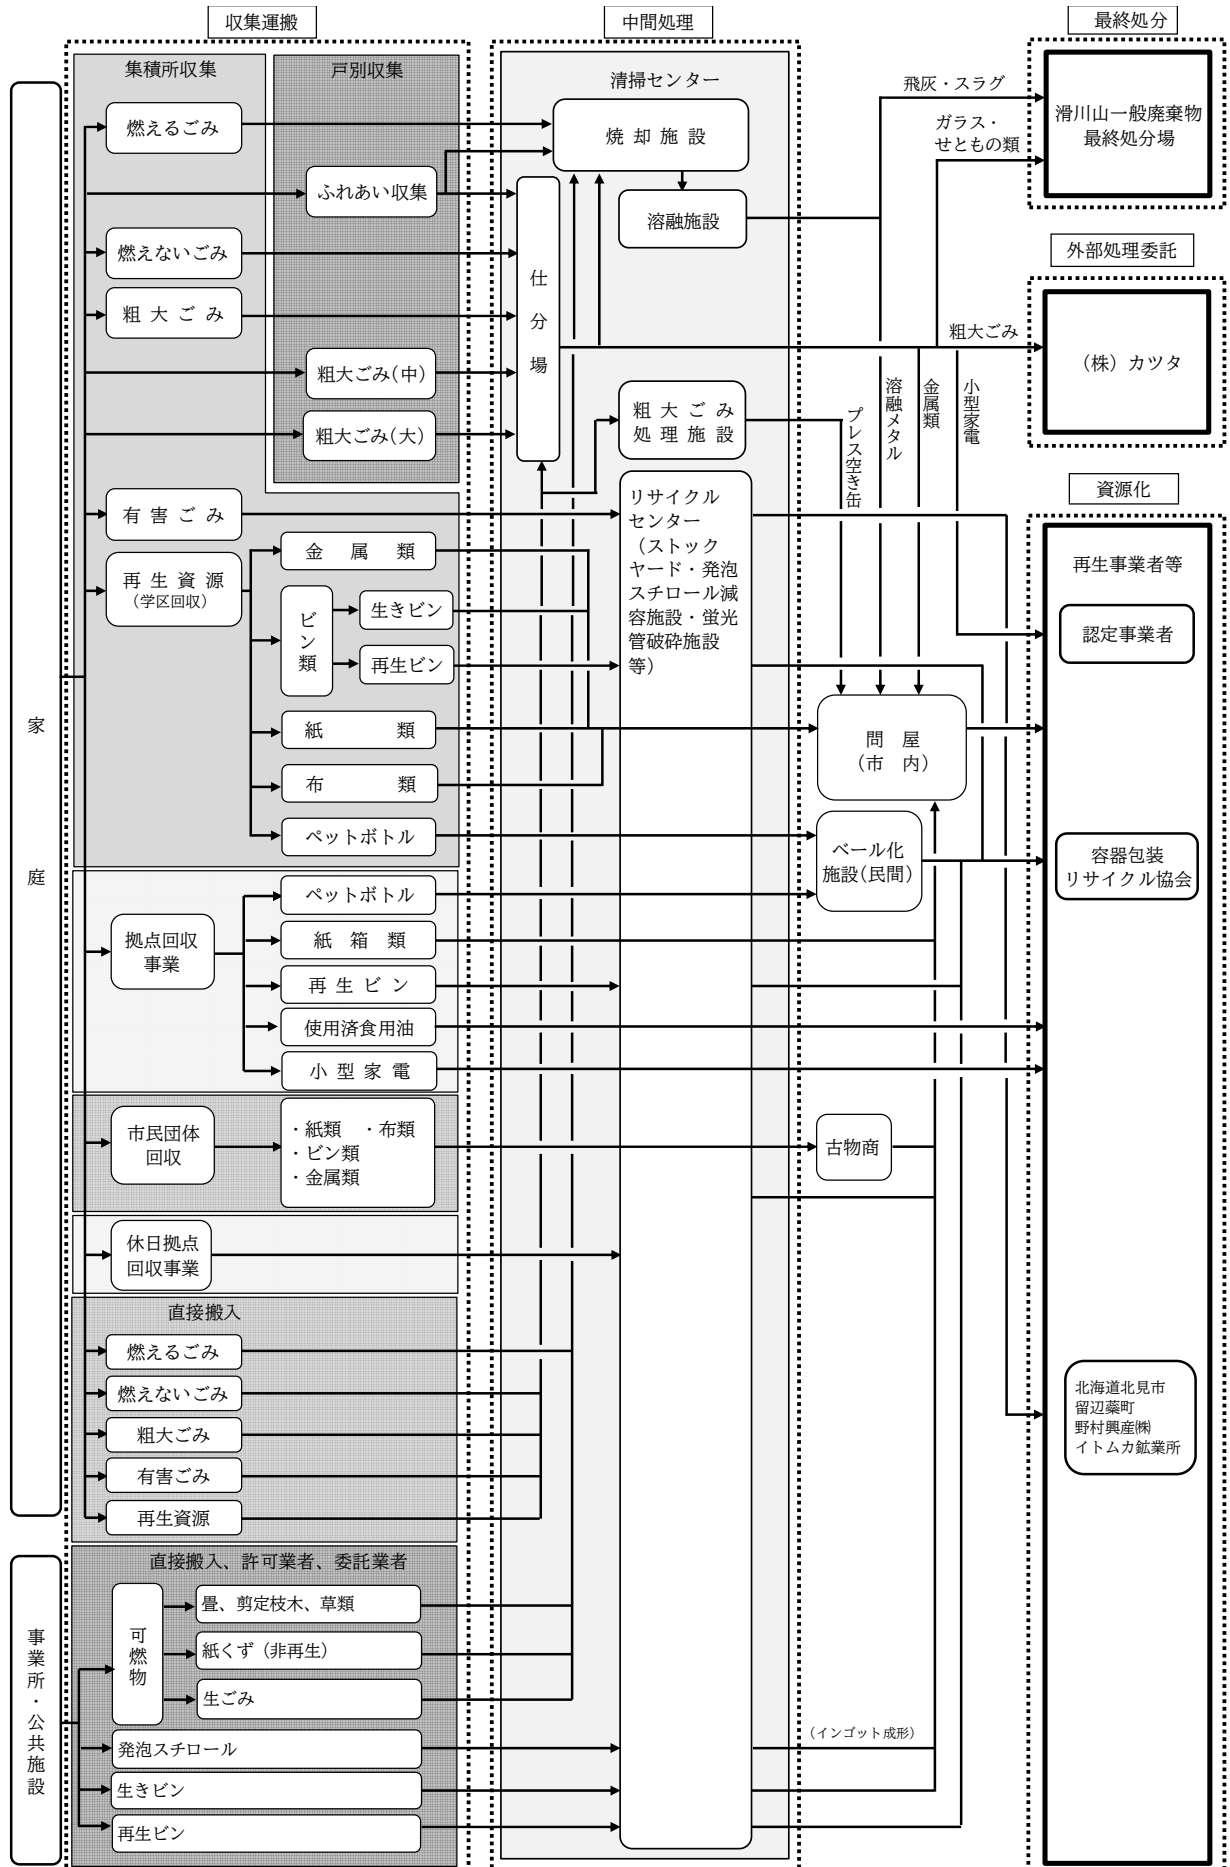 収集運搬
中間処理
最終処分
集積所収集
戸別収集
清掃センター
燃えるごみ
ふれあい収集
燃えないごみ
粗大ごみ
粗大ごみ(中)
粗大ごみ(大)
有害ごみ
再生資源
(学区回収)
金属類
ビン類
生きビン
再生ビン
紙類
布類
ペットボトル
家庭
焼却施設
溶融施設
仕分場
粗大ごみ
処理施設
リサイクル
センター
(ストック
ヤード・発泡
スチロール減
容施設・蛍光
管破砕施設
等)
飛灰・スラグ
ガラス・
せともの類
滑川山一般廃棄物
最終処分場
外部処理委託
粗大ごみ
(株)カツタ
プレス空き缶
溶融メタル
金属類
小型家電
資源化
再生事業者等
認定事業者
問屋
(市内)
ベール化
施設(民間)
容器包装
リサイクル協会
拠点回収
事業
ペットボトル
紙箱類
再生ビン
使用済食用油
小型家電
市民団体
回収
・紙類 ・布類
・ビン類
・金属類
古物商
休日拠点
回収事業
直接搬入
燃えるごみ
燃えないごみ
粗大ごみ
有害ごみ
再生資源
北海道北見市
留辺蘂町
野村興産㈱
イトムカ鉱業所
直接搬入、許可業者、委託業者
事業所・公共施設
可燃物
畳、剪定枝木、草類
紙くず(非再生)
生ごみ
発泡スチロール
生きビン
再生ビン
(インゴット成形)